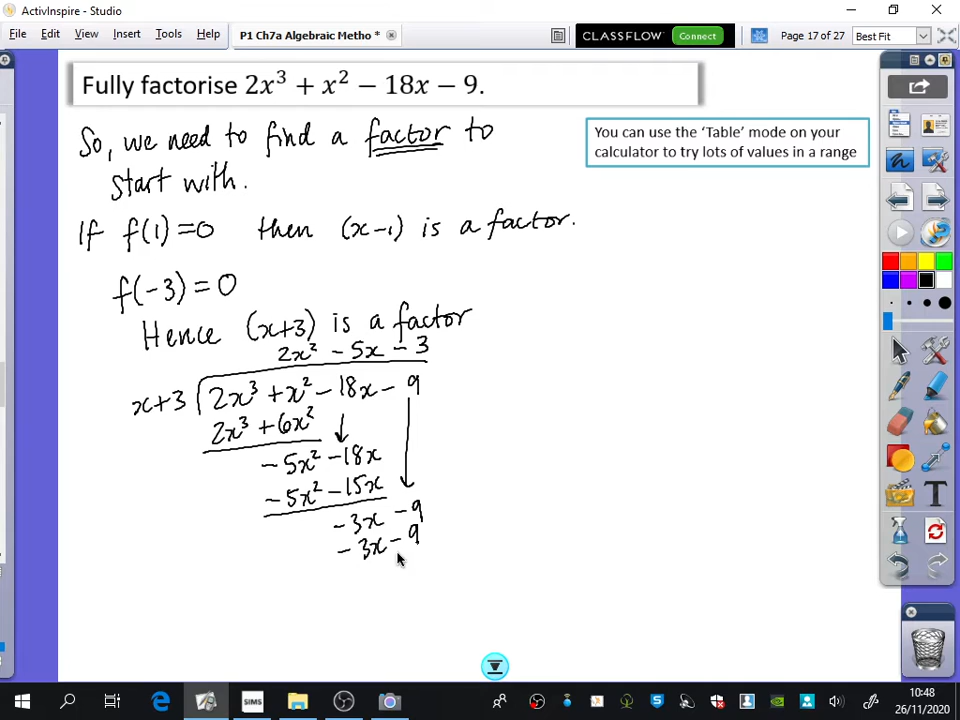 ActivInspire - Studio
File Edit View Insert Tools Help
P1 Ch7a Algebraic Metho *
CLASSFLOW Connect
Page 17 of 27
Best Fit
Fully factorise 2x³ + x² − 18x − 9.
You can use the 'Table' mode on your
calculator to try lots of values in a range
So, we need to find a factor to
start with.
If f(1)=0 then (x-1) is a factor.
f(-3)=0
Hence (x+3) is a factor
2x² - 5x - 3
x+3 2x³ + x² - 18x - 9
2x³ + 6x²
-5x² - 18x
-5x² - 15x
-3x - 9
-3x - 9
SIMS
10:48
26/11/2020